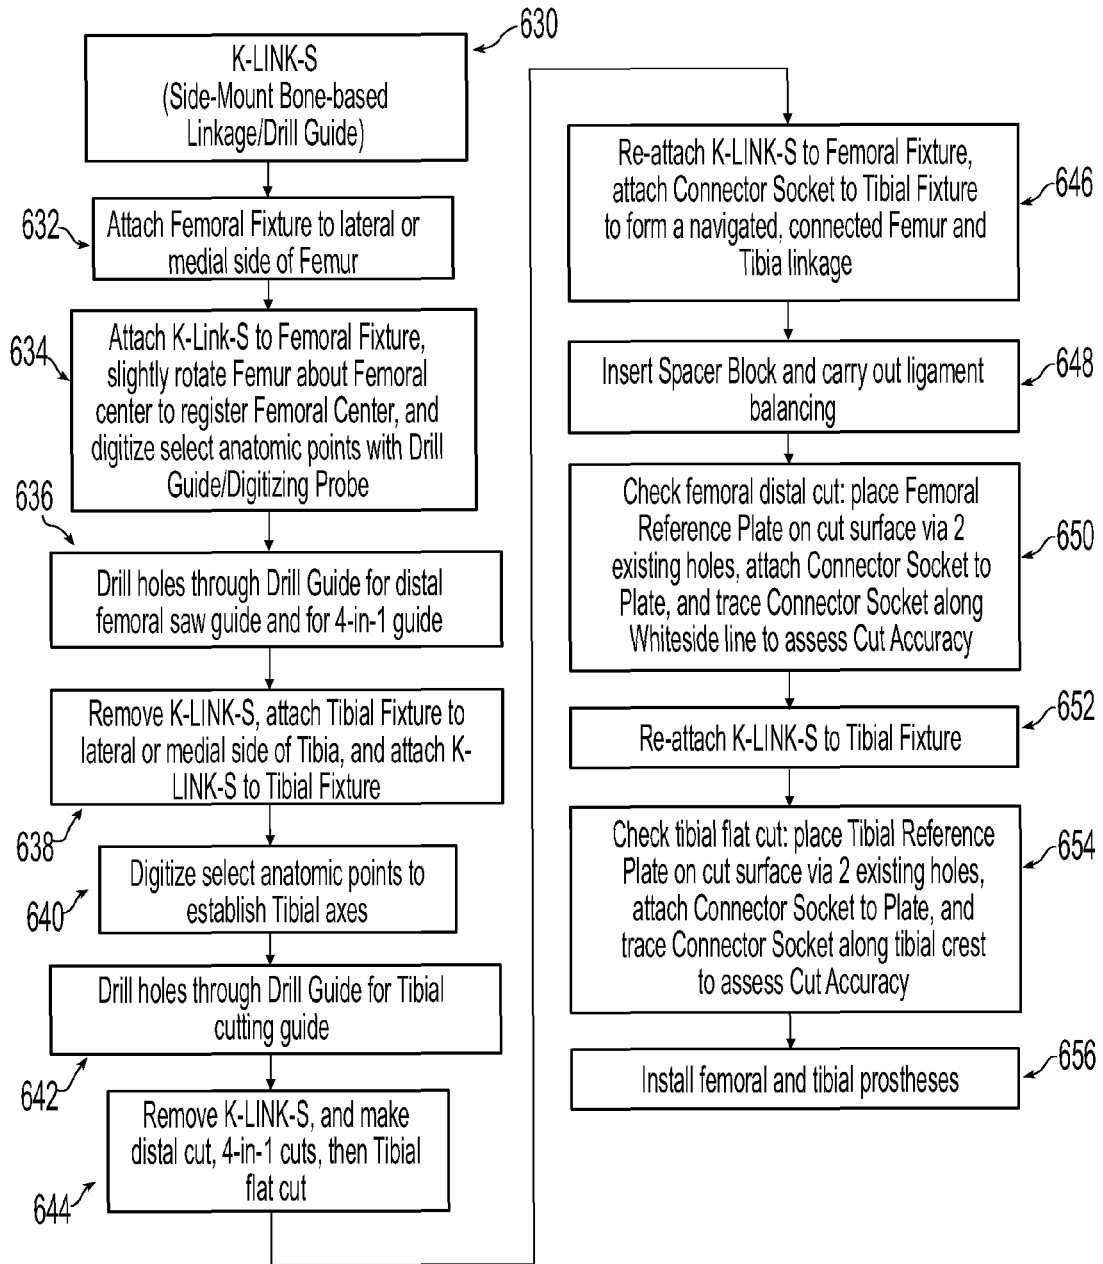 630
K-LINK-S
(Side-Mount Bone-based
Linkage/Drill Guide)
632
Attach Femoral Fixture to lateral or
medial side of Femur
634
Attach K-Link-S to Femoral Fixture,
slightly rotate Femur about Femoral
center to register Femoral Center, and
digitize select anatomic points with Drill
Guide/Digitizing Probe
636
Drill holes through Drill Guide for distal
femoral saw guide and for 4-in-1 guide
Remove K-LINK-S, attach Tibial Fixture to
lateral or medial side of Tibia, and attach K-
LINK-S to Tibial Fixture
638
Digitize select anatomic points to
establish Tibial axes
640
Drill holes through Drill Guide for Tibial
cutting guide
642
Remove K-LINK-S, and make
distal cut, 4-in-1 cuts, then Tibial
flat cut
644
Re-attach K-LINK-S to Femoral Fixture,
attach Connector Socket to Tibial Fixture
to form a navigated, connected Femur and
Tibia linkage
646
Insert Spacer Block and carry out ligament
balancing
648
Check femoral distal cut: place Femoral
Reference Plate on cut surface via 2
existing holes, attach Connector Socket to
Plate, and trace Connector Socket along
Whiteside line to assess Cut Accuracy
650
Re-attach K-LINK-S to Tibial Fixture
652
Check tibial flat cut: place Tibial Reference
Plate on cut surface via 2 existing holes,
attach Connector Socket to Plate, and
trace Connector Socket along tibial crest
to assess Cut Accuracy
654
Install femoral and tibial prostheses
656